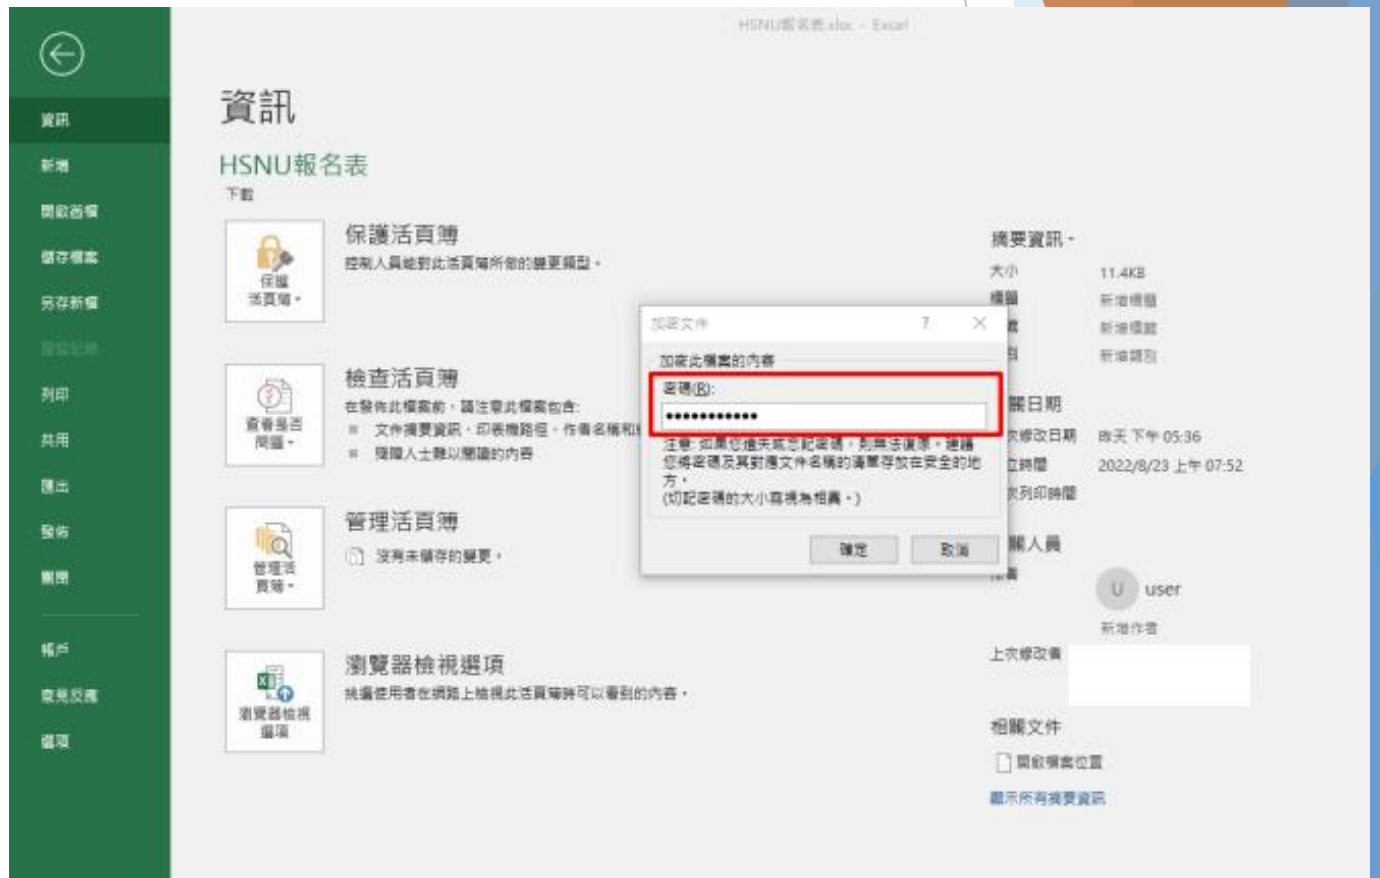 HSNU報名表.xlsx - Excel
資訊
新增
開啟舊檔
儲存檔案
另存新檔
列印
共用
匯出
發佈
關閉
帳戶
意見反應
選項
資訊
HSNU報名表
下載
保護
活頁簿
保護活頁簿
控制人員能對此活頁簿所做的變更類型。
查看是否
問題
檢查活頁簿
在發佈此檔案前，請注意此檔案包含:
文件摘要資訊、印表機路徑、作者名稱和
殘障人士難以閱讀的內容
管理活
頁簿
管理活頁簿
沒有未儲存的變更。
瀏覽器檢視
選項
瀏覽器檢視選項
挑選使用者在網路上檢視此活頁簿時可以看到的內容。
加密文件 ?
加密此檔案的內容
密碼(R):
●●●●●●●●●●●
注意: 如果您遺失或忘記密碼，則無法復原。建議
您將密碼及其對應文件名稱的清單存放在安全的地
方。
(切記密碼的大小寫視為相異。)
確定 取消
摘要資訊
大小 11.4KB
標題 新增標題
新增標籤
新增類別
關日期
次修改日期 昨天 下午 05:36
立時間 2022/8/23 上午 07:52
次列印時間
關人員
U user
新增作者
上次修改者
相關文件
開啟檔案位置
顯示所有摘要資訊